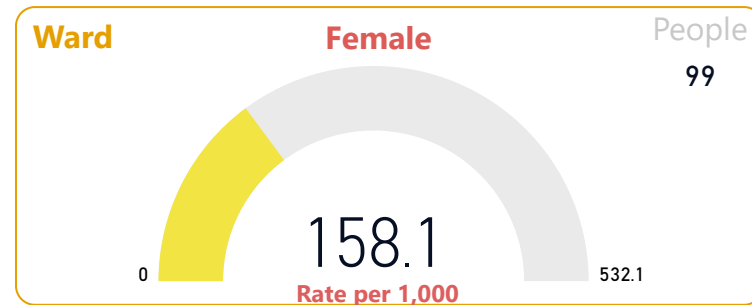 Ward
Female
People
99
158.1
0
532.1
Rate per 1,000